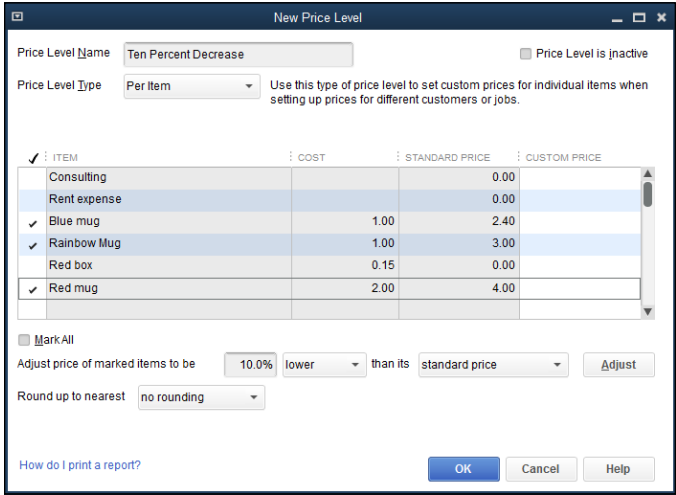 New Price Level
Price Level Name Ten Percent Decrease Price Level is inactive
Price Level Type Per Item Use this type of price level to set custom prices for individual items when
setting up prices for different customers or jobs.
ITEM COST STANDARD PRICE CUSTOM PRICE
Consulting 0.00
Rent expense 0.00
Blue mug 1.00 2.40
Rainbow Mug 1.00 3.00
Red box 0.15 0.00
Red mug 2.00 4.00
Mark All
Adjust price of marked items to be 10.0% lower than its standard price Adjust
Round up to nearest no rounding
How do I print a report? OK Cancel Help